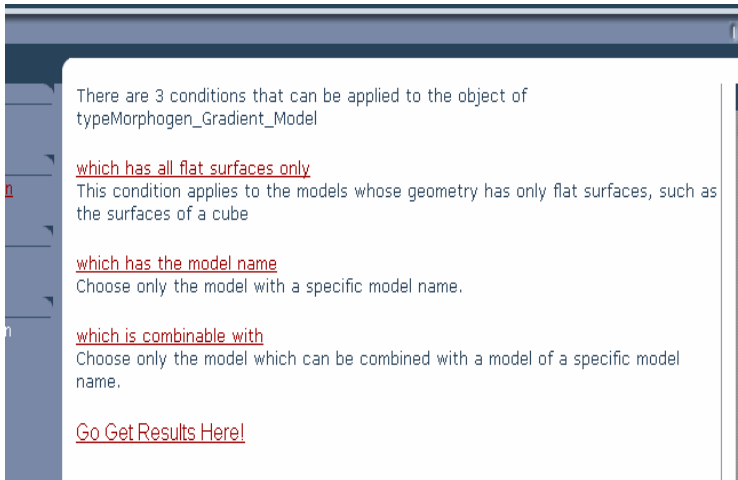 There are 3 conditions that can be applied to the object of
typeMorphogen_Gradient_Model
which has all flat surfaces only
This condition applies to the models whose geometry has only flat surfaces, such as
the surfaces of a cube
which has the model name
Choose only the model with a specific model name.
which is combinable with
Choose only the model which can be combined with a model of a specific model
name.
Go Get Results Here!